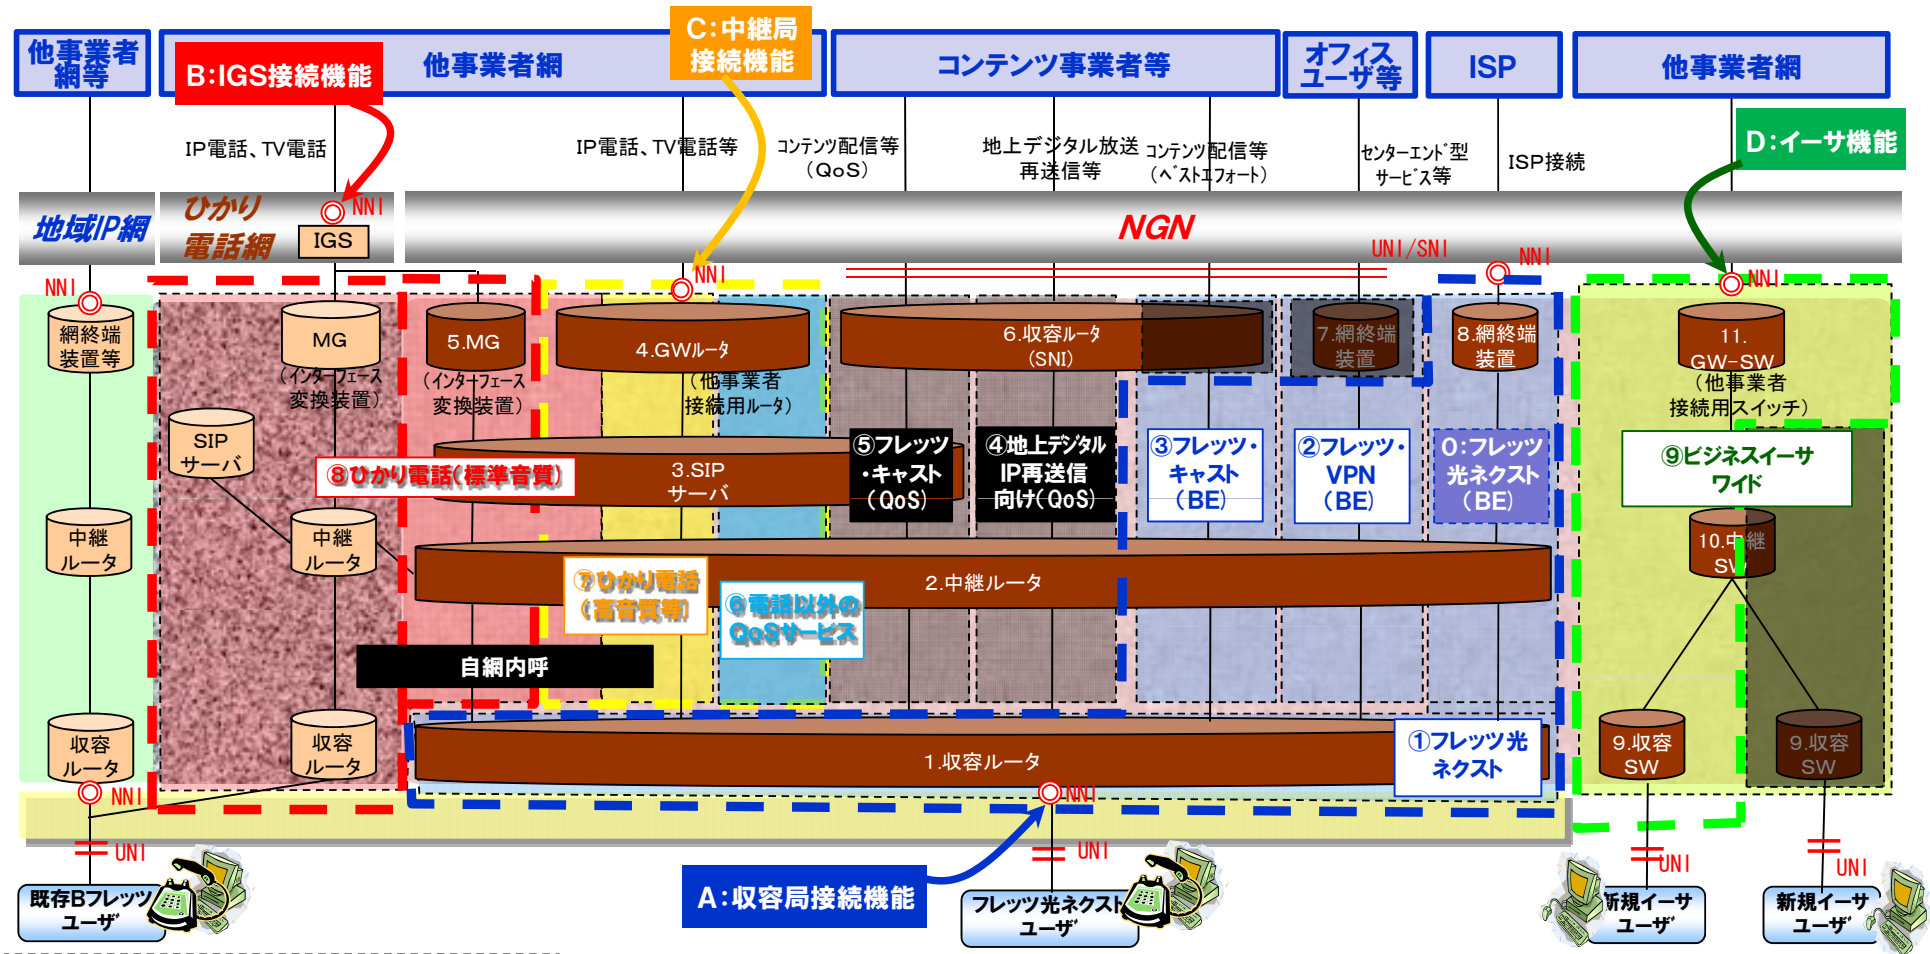 他事業者
網等
B:IGS接続機能
他事業者網
C:中継局
接続機能
コンテンツ事業者等
オフィス
ユーザ等
ISP
他事業者網
D:イーサ機能
IP電話、TV電話
IP電話、TV電話等
コンテンツ配信等
(QoS)
地上デジタル放送
再送信等
コンテンツ配信等
(ベストエフォート)
センターエンド型
サービス等
ISP接続
地域IP網
ひかり
電話網
NNI
IGS
NGN
UNI/SNI
NNI
NNI
NNI
NNI
網終端
装置等
MG
(インターフェース
変換装置)
5.MG
(インターフェース
変換装置)
4.GWルータ
(他事業者
接続用ルータ)
6.収容ルータ
(SNI)
7.網終端
装置
8.網終端
装置
11.
GW-SW
(他事業者
接続用スイッチ)
SIP
サーバ
⑧ひかり電話(標準音質)
3.SIP
サーバ
⑤フレッツ
・キャスト
(QoS)
④地上デジタル
IP再送信
向け(QoS)
③フレッツ・
キャスト
(BE)
②フレッツ・
VPN
(BE)
0:フレッツ
光ネクスト
(BE)
⑨ビジネスイーサ
ワイド
中継
ルータ
中継
ルータ
2.中継ルータ
10.中継
SW
⑦ひかり電話
(高音質等)
⑥電話以外の
QoSサービス
自網内呼
収容
ルータ
収容
ルータ
1.収容ルータ
①フレッツ光
ネクスト
9.収容
SW
9.収容
SW
NNI
NNI
UNI
UNI
UNI
UNI
A:収容局接続機能
既存Bフレッツ
ユーザ
フレッツ光ネクスト
ユーザ
新規イーサ
ユーザ
新規イーサ
ユーザ